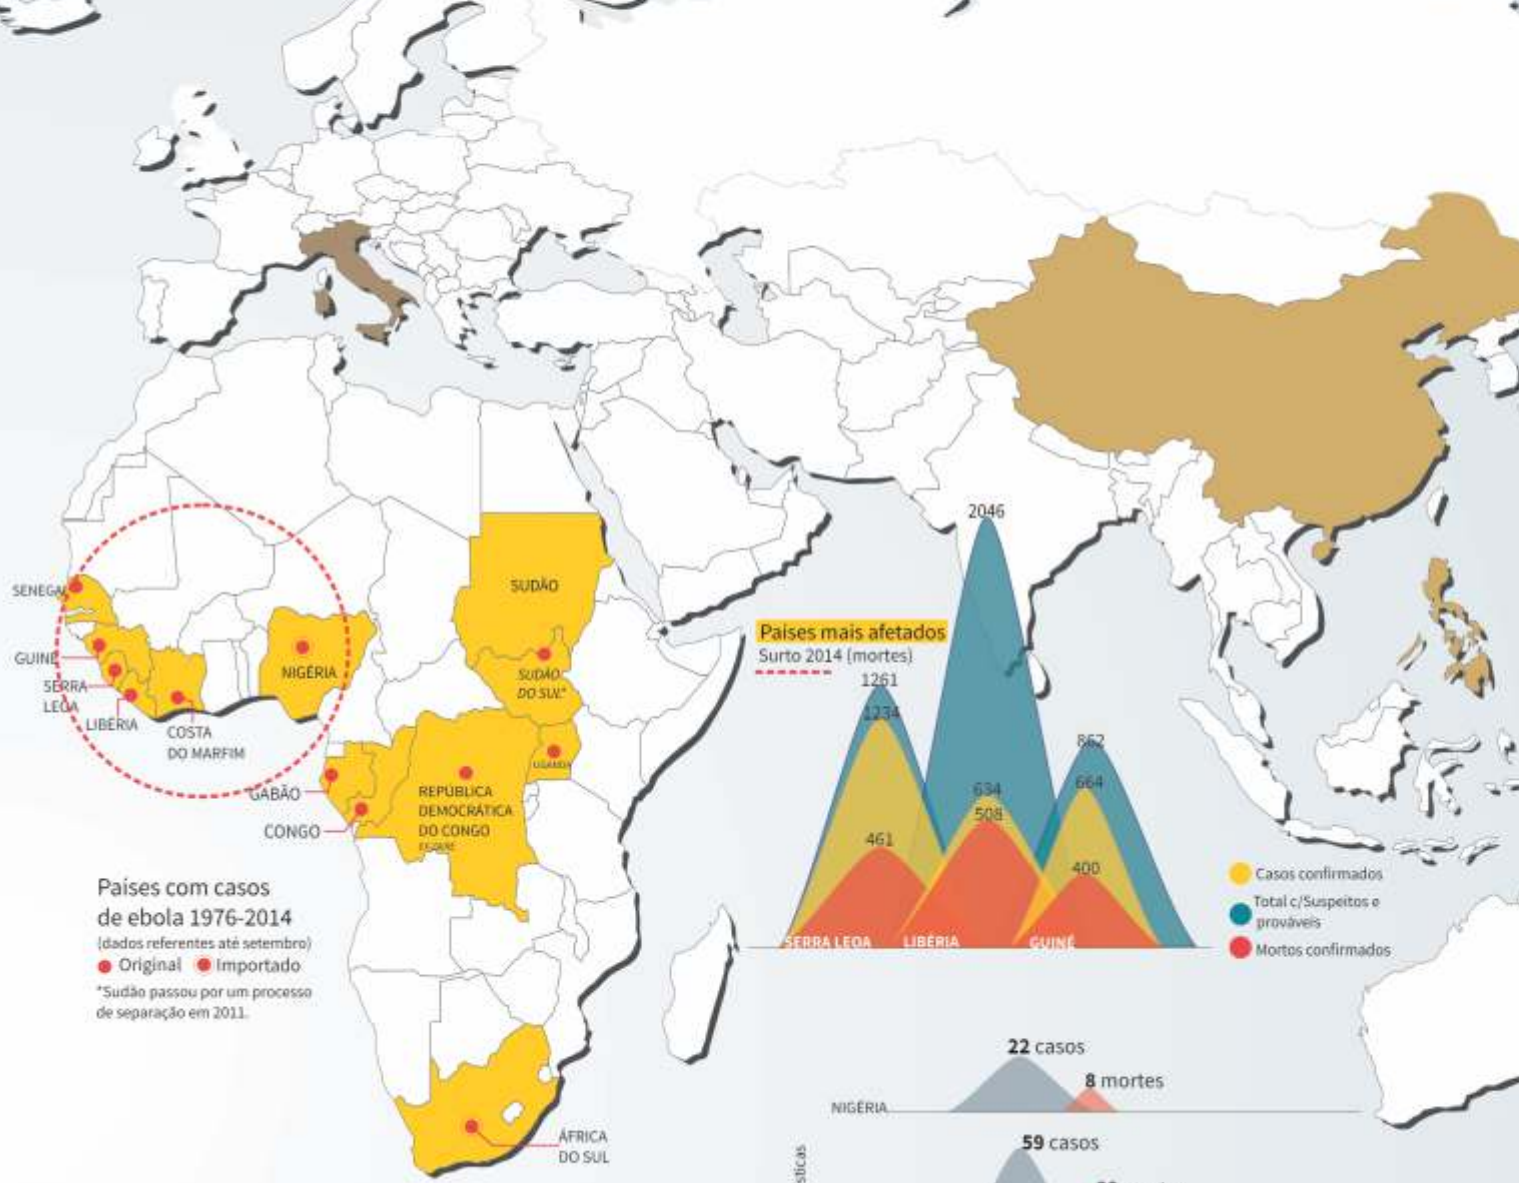 SENEGAL
GUINÉ
SERRA
LEOA
LIBÉRIA
COSTA
DO MARFIM
NIGÉRIA
SUDÃO
SUDÃO
DO SUL*
UGANDA
GABÃO
CONGO
REPÚBLICA
DEMOCRÁTICA
DO CONGO
ÁFRICA
DO SUL
Países com casos
de ebola 1976-2014
(dados referentes até setembro)
Original Importado
*Sudão passou por um processo
de separação em 2011.
Países mais afetados
Surto 2014 (mortes)
1261
1234
461
SERRA LEOA
2046
634
508
LIBÉRIA
862
664
400
GUINÉ
Casos confirmados
Total c/Suspeitos e
prováveis
Mortos confirmados
22 casos
8 mortes
NIGÉRIA
59 casos